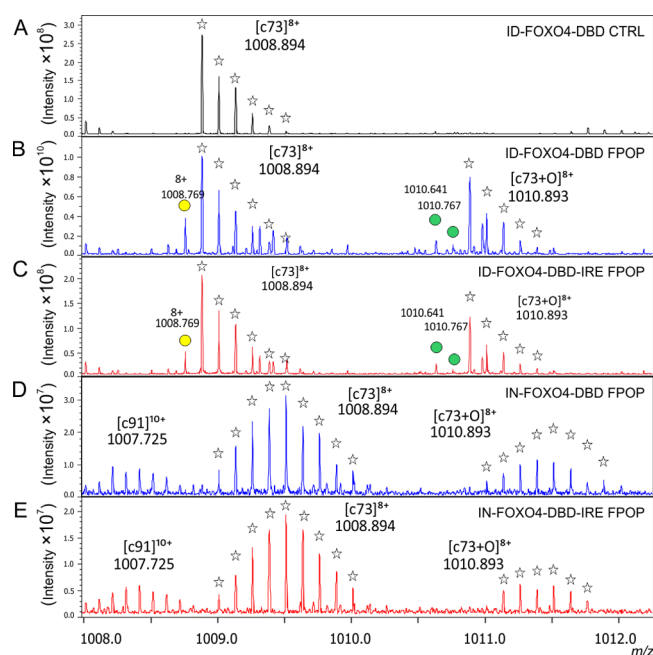 A
(Intensity ×10⁸)
3.0
2.5
2.0
1.5
1.0
0.5
0.0
[c73]⁸⁺
1008.894
ID-FOXO4-DBD CTRL
B
(Intensity ×10¹⁰)
1.0
0.8
0.6
0.4
0.2
0.0
8+
1008.769
[c73]⁸⁺
1008.894
1010.641
1010.767
[c73+O]⁸⁺
1010.893
ID-FOXO4-DBD FPOP
C
(Intensity ×10⁸)
2.0
1.5
1.0
0.5
0.0
8+
1008.769
[c73]⁸⁺
1008.894
1010.641
1010.767
[c73+O]⁸⁺
1010.893
ID-FOXO4-DBD-IRE FPOP
D
(Intensity ×10⁷)
3.0
2.0
1.0
0.0
[c91]¹⁰⁺
1007.725
[c73]⁸⁺
1008.894
[c73+O]⁸⁺
1010.893
IN-FOXO4-DBD FPOP
E
(Intensity ×10⁷)
2.0
1.5
1.0
0.5
0.0
[c91]¹⁰⁺
1007.725
[c73]⁸⁺
1008.894
[c73+O]⁸⁺
1010.893
IN-FOXO4-DBD-IRE FPOP
1008.0
1009.0
1010.0
1011.0
1012.0
m/z